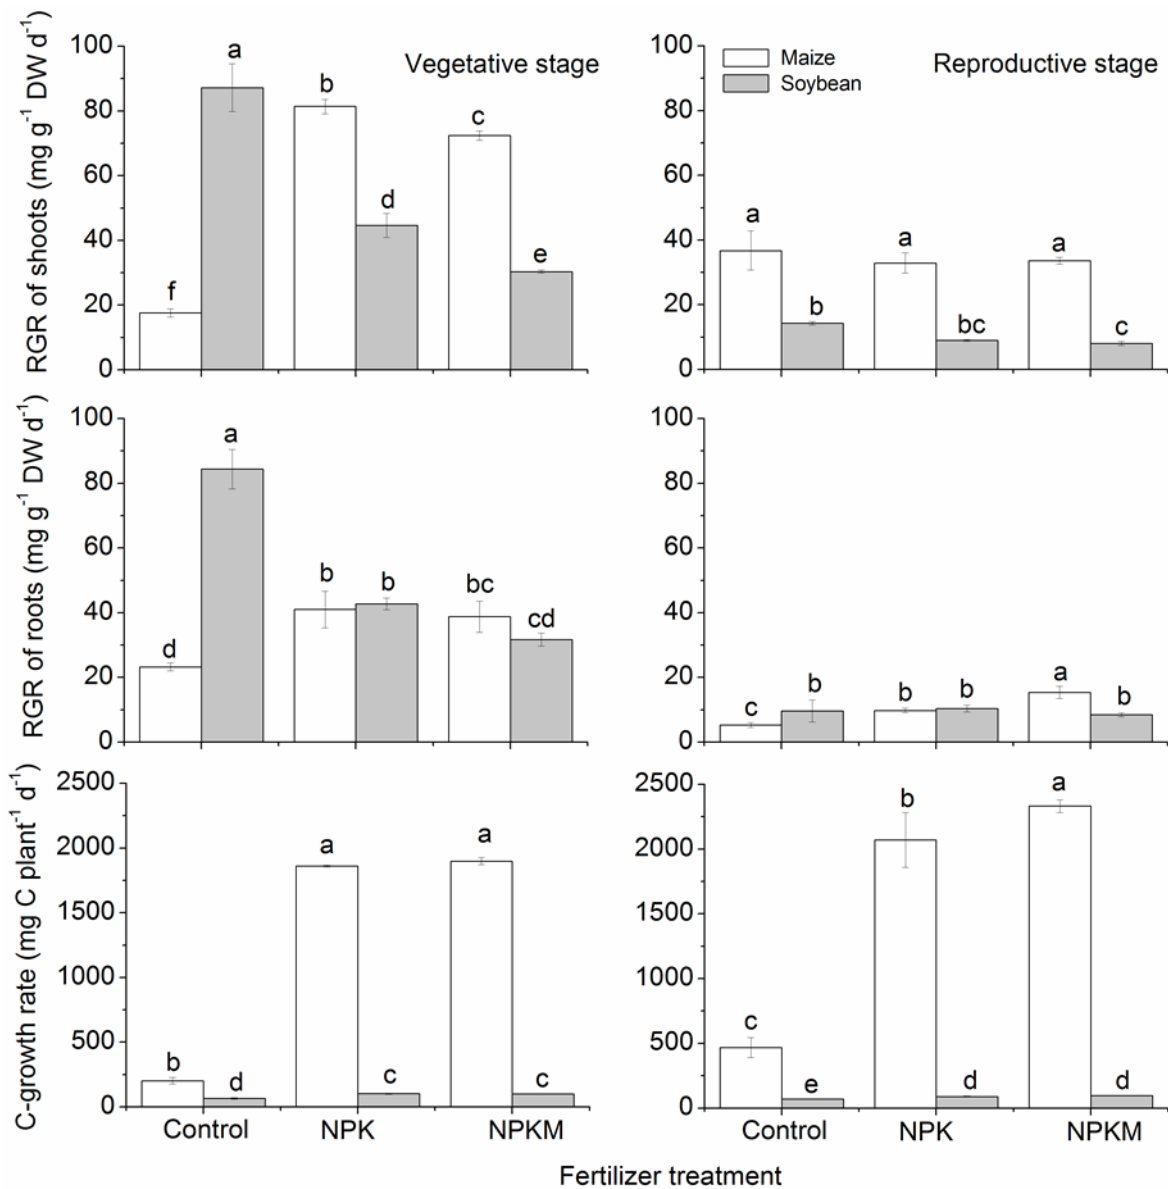 RGR of shoots (mg g⁻¹ DW d⁻¹)
100
80
60
40
20
0
Vegetative stage
a
b
c
d
e
f
100
80
60
40
20
0
Maize
Soybean
Reproductive stage
a
a
a
b
bc
c
RGR of roots (mg g⁻¹ DW d⁻¹)
100
80
60
40
20
0
a
b
b
bc
cd
d
100
80
60
40
20
0
c
b
b
b
a
b
C-growth rate (mg C plant⁻¹ d⁻¹)
2500
2000
1500
1000
500
0
b
d
a
c
a
c
Control
NPK
NPKM
2500
2000
1500
1000
500
0
c
e
b
d
a
d
Control
NPK
NPKM
Fertilizer treatment